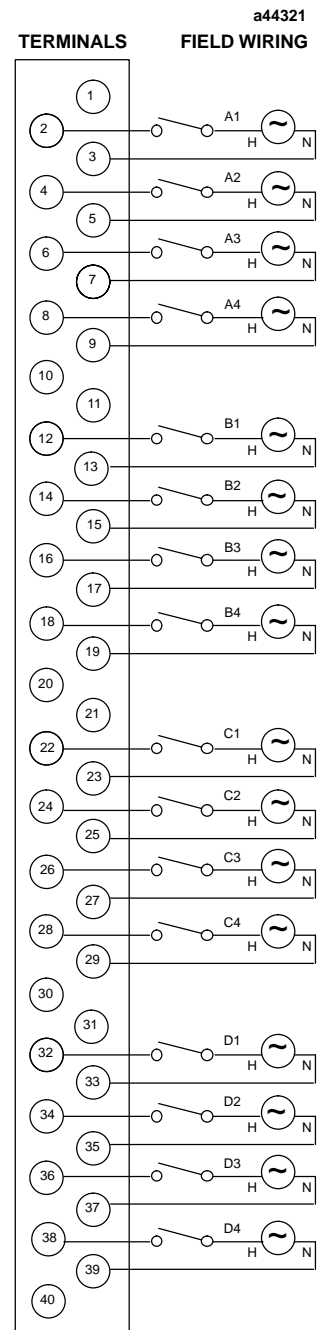 a44321
TERMINALS FIELD WIRING
1
2 A1 H ~ N
3
4 A2 H ~ N
5
6 A3 H ~ N
7
8 A4 H ~ N
9
10
11
12 B1 H ~ N
13
14 B2 H ~ N
15
16 B3 H ~ N
17
18 B4 H ~ N
19
20
21
22 C1 H ~ N
23
24 C2 H ~ N
25
26 C3 H ~ N
27
28 C4 H ~ N
29
30
31
32 D1 H ~ N
33
34 D2 H ~ N
35
36 D3 H ~ N
37
38 D4 H ~ N
39
40